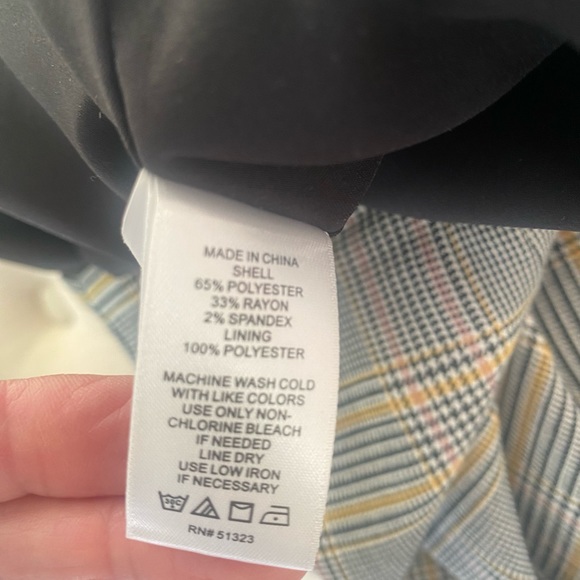 MADE IN CHINA
SHELL
65% POLYESTER
33% RAYON
2% SPANDEX
LINING
100% POLYESTER
MACHINE WASH COLD
WITH LIKE COLORS
USE ONLY NON-
CHLORINE BLEACH
IF NEEDED
LINE DRY
USE LOW IRON
IF NECESSARY
30C
RN# 51323